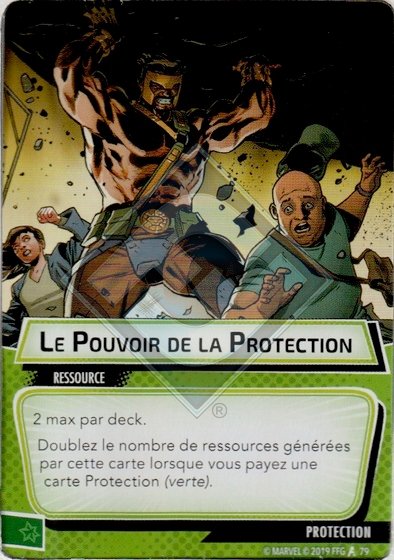 Le Pouvoir de la Protection
RESSOURCE
®
2 max par deck.
Doublez le nombre de ressources générées
par cette carte lorsque vous payez une
carte Protection (verte).
PROTECTION
© MARVEL © 2019 FFG 79